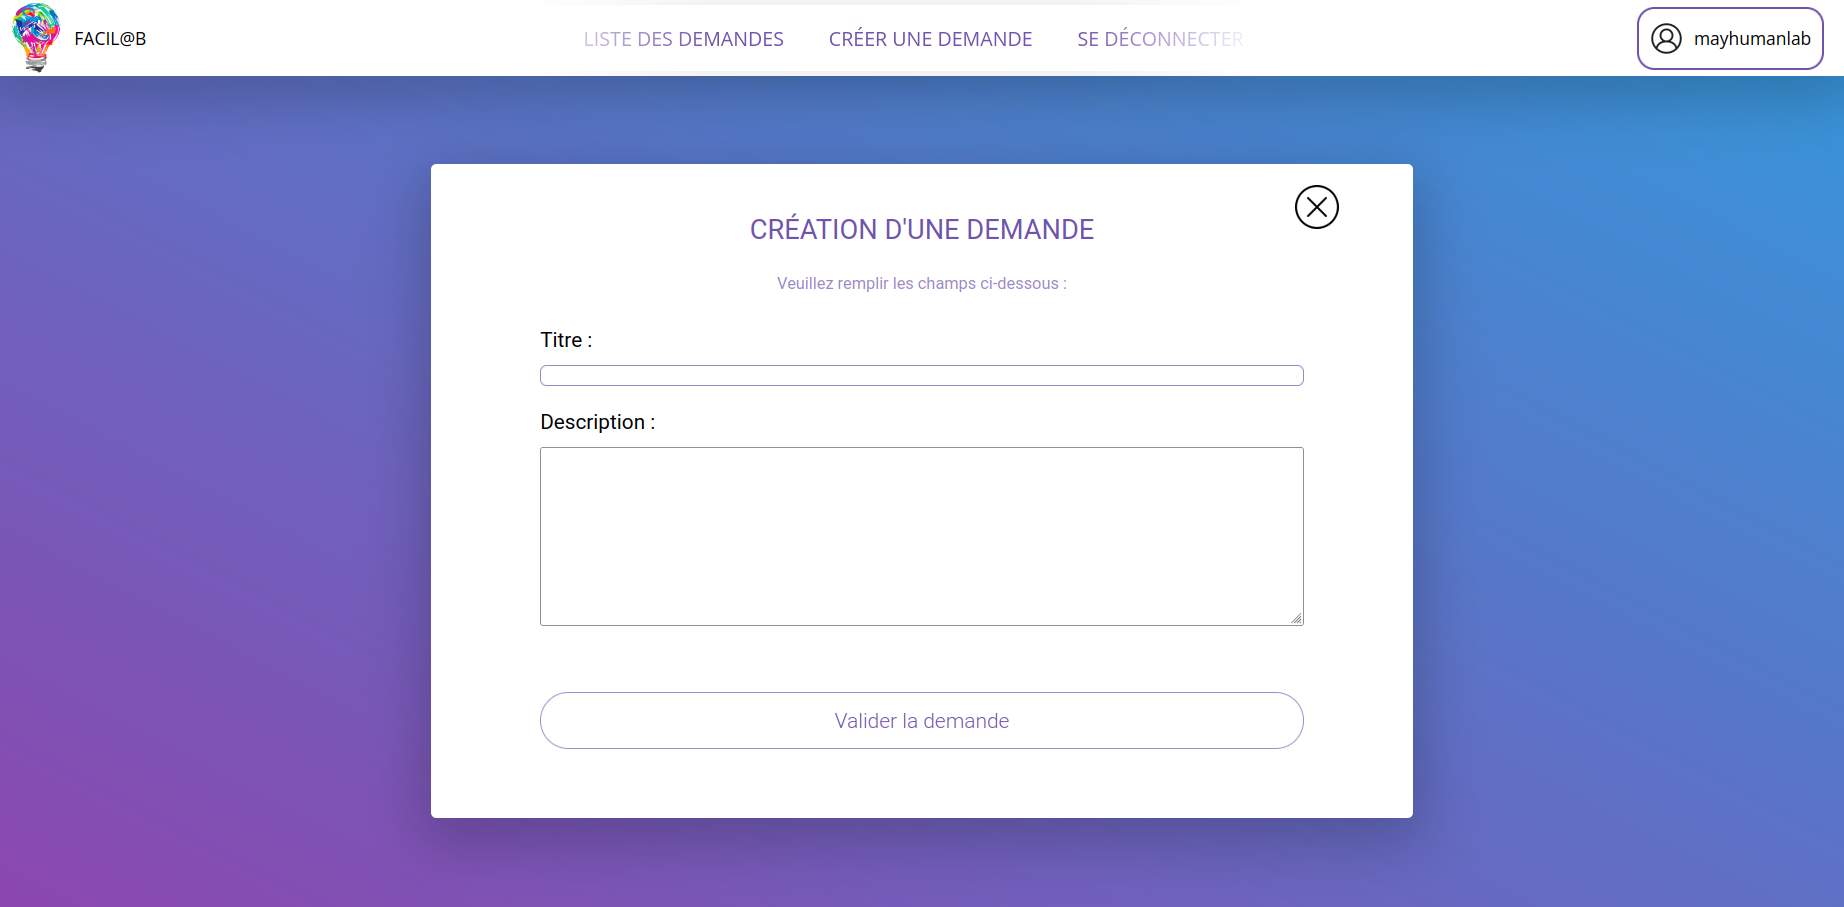 FACIL@B
LISTE DES DEMANDES CRÉER UNE DEMANDE SE DÉCONNECTER
mayhumanlab
CRÉATION D'UNE DEMANDE
Veuillez remplir les champs ci-dessous :
Titre :
Description :
Valider la demande